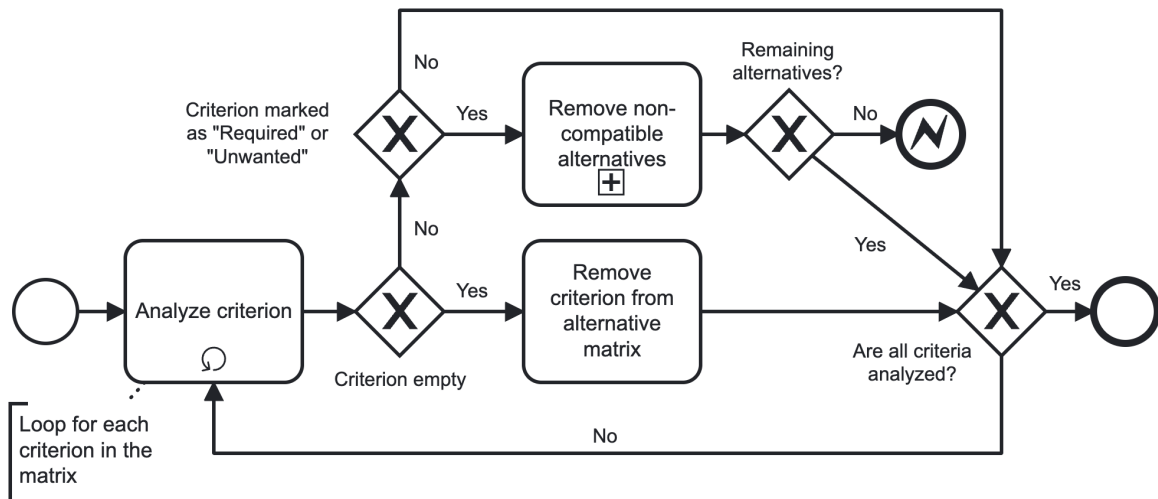 Remaining
alternatives?
No
Criterion marked
as "Required" or
"Unwanted"
Yes
Remove non-
compatible
alternatives
No
No
Yes
Analyze criterion
Yes
Remove
criterion from
alternative
matrix
Yes
Criterion empty
Are all criteria
analyzed?
Loop for each
criterion in the
matrix
No